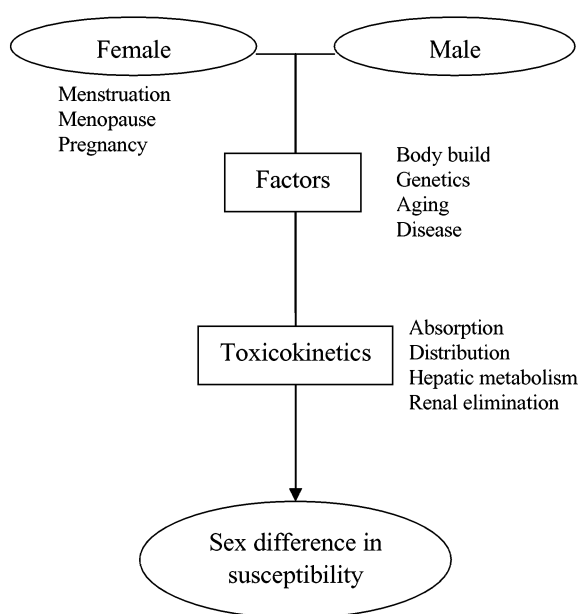 Female
Male
Menstruation
Menopause
Pregnancy
Factors
Body build
Genetics
Aging
Disease
Toxicokinetics
Absorption
Distribution
Hepatic metabolism
Renal elimination
Sex difference in
susceptibility